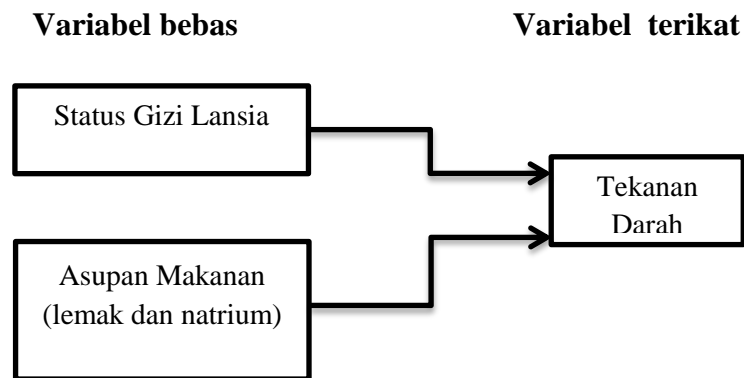 Variabel bebas
Variabel terikat
Status Gizi Lansia
Tekanan
Darah
Asupan Makanan
(lemak dan natrium)